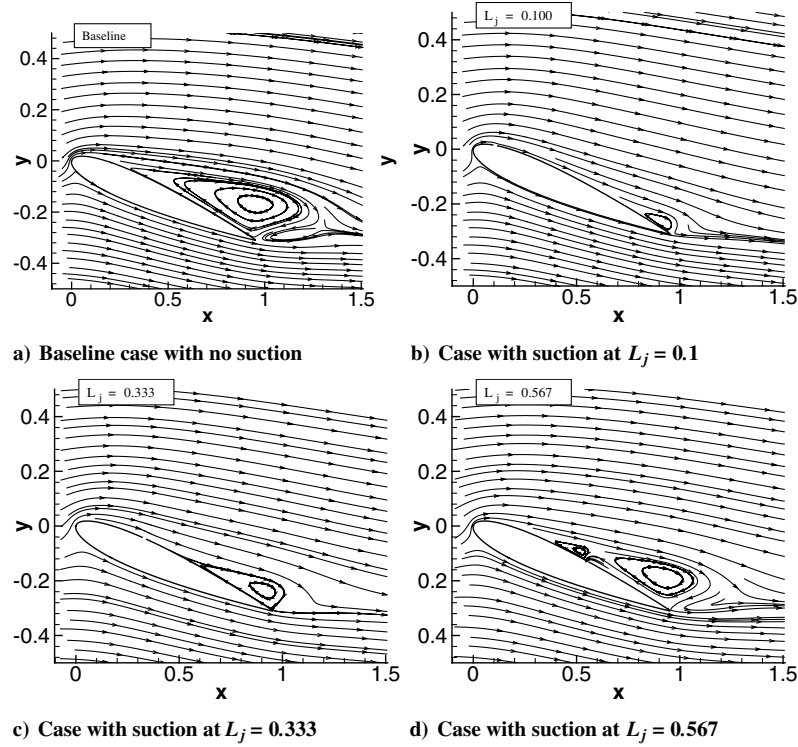 Baseline
0.4
0.2
0
-0.2
-0.4
y
0
0.5
1
1.5
x
a) Baseline case with no suction
L j = 0.100
0.4
0.2
0
-0.2
-0.4
y
y
0
0.5
1
1.5
x
b) Case with suction at Lj = 0.1
L j = 0.333
0.4
0.2
0
-0.2
0.4
y
0
0.5
1
1.5
x
c) Case with suction at Lj = 0.333
L j = 0.567
0.4
0.2
0
-0.2
0.4
y
0
0.5
1
1.5
x
d) Case with suction at Lj = 0.567